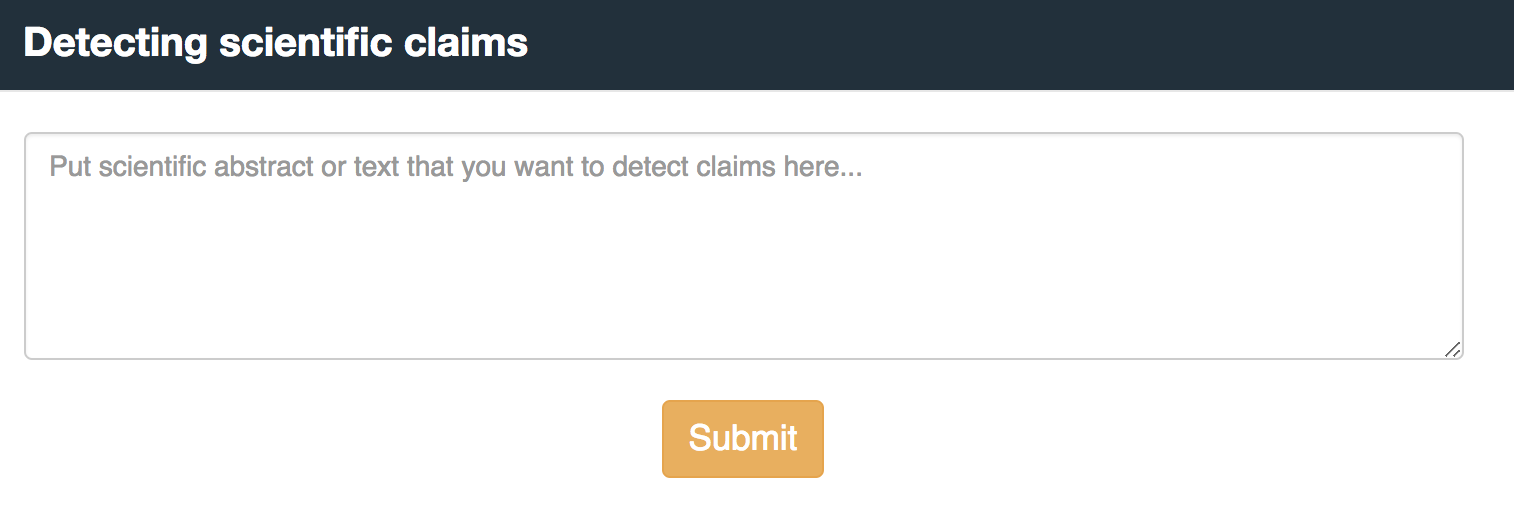 Detecting scientific claims
Put scientific abstract or text that you want to detect claims here...
Submit